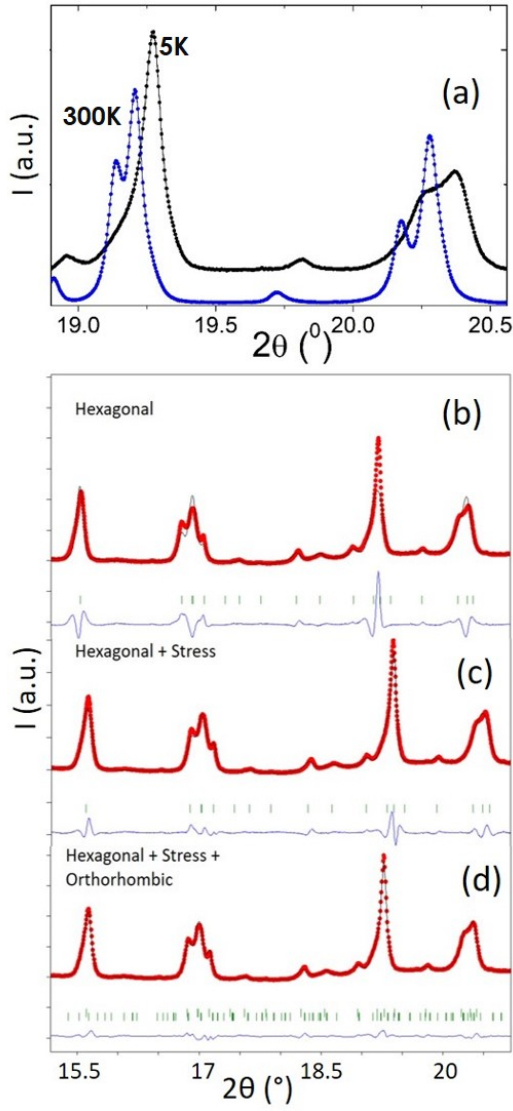 5K
(a)
300K
I (a.u.)
19.0 19.5 20.0 20.5
2θ (⁰)
Hexagonal
(b)
Hexagonal + Stress
(c)
I (a.u.)
Hexagonal + Stress +
Orthorhombic
(d)
15.5 17 18.5 20
2θ (°)